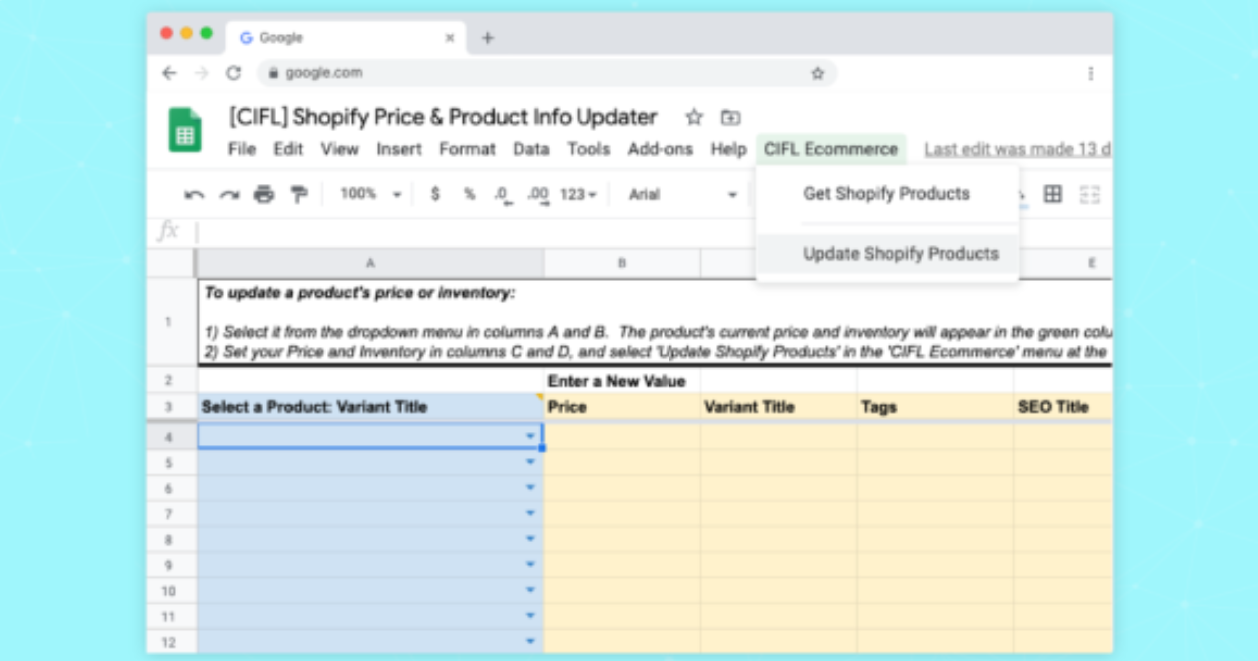 Google
google.com
[CIFL] Shopify Price & Product Info Updater
File Edit View Insert Format Data Tools Add-ons Help CIFL Ecommerce Last edit was made 13 d
100% $ % .0 .00 123 Arial
Get Shopify Products
Update Shopify Products
fx
A B E
1
To update a product's price or inventory:
1) Select it from the dropdown menu in columns A and B. The product's current price and inventory will appear in the green colu
2) Set your Price and Inventory in columns C and D, and select 'Update Shopify Products' in the 'CIFL Ecommerce' menu at the
2 Enter a New Value
3 Select a Product: Variant Title Price Variant Title Tags SEO Title
4
5
6
7
8
9
10
11
12